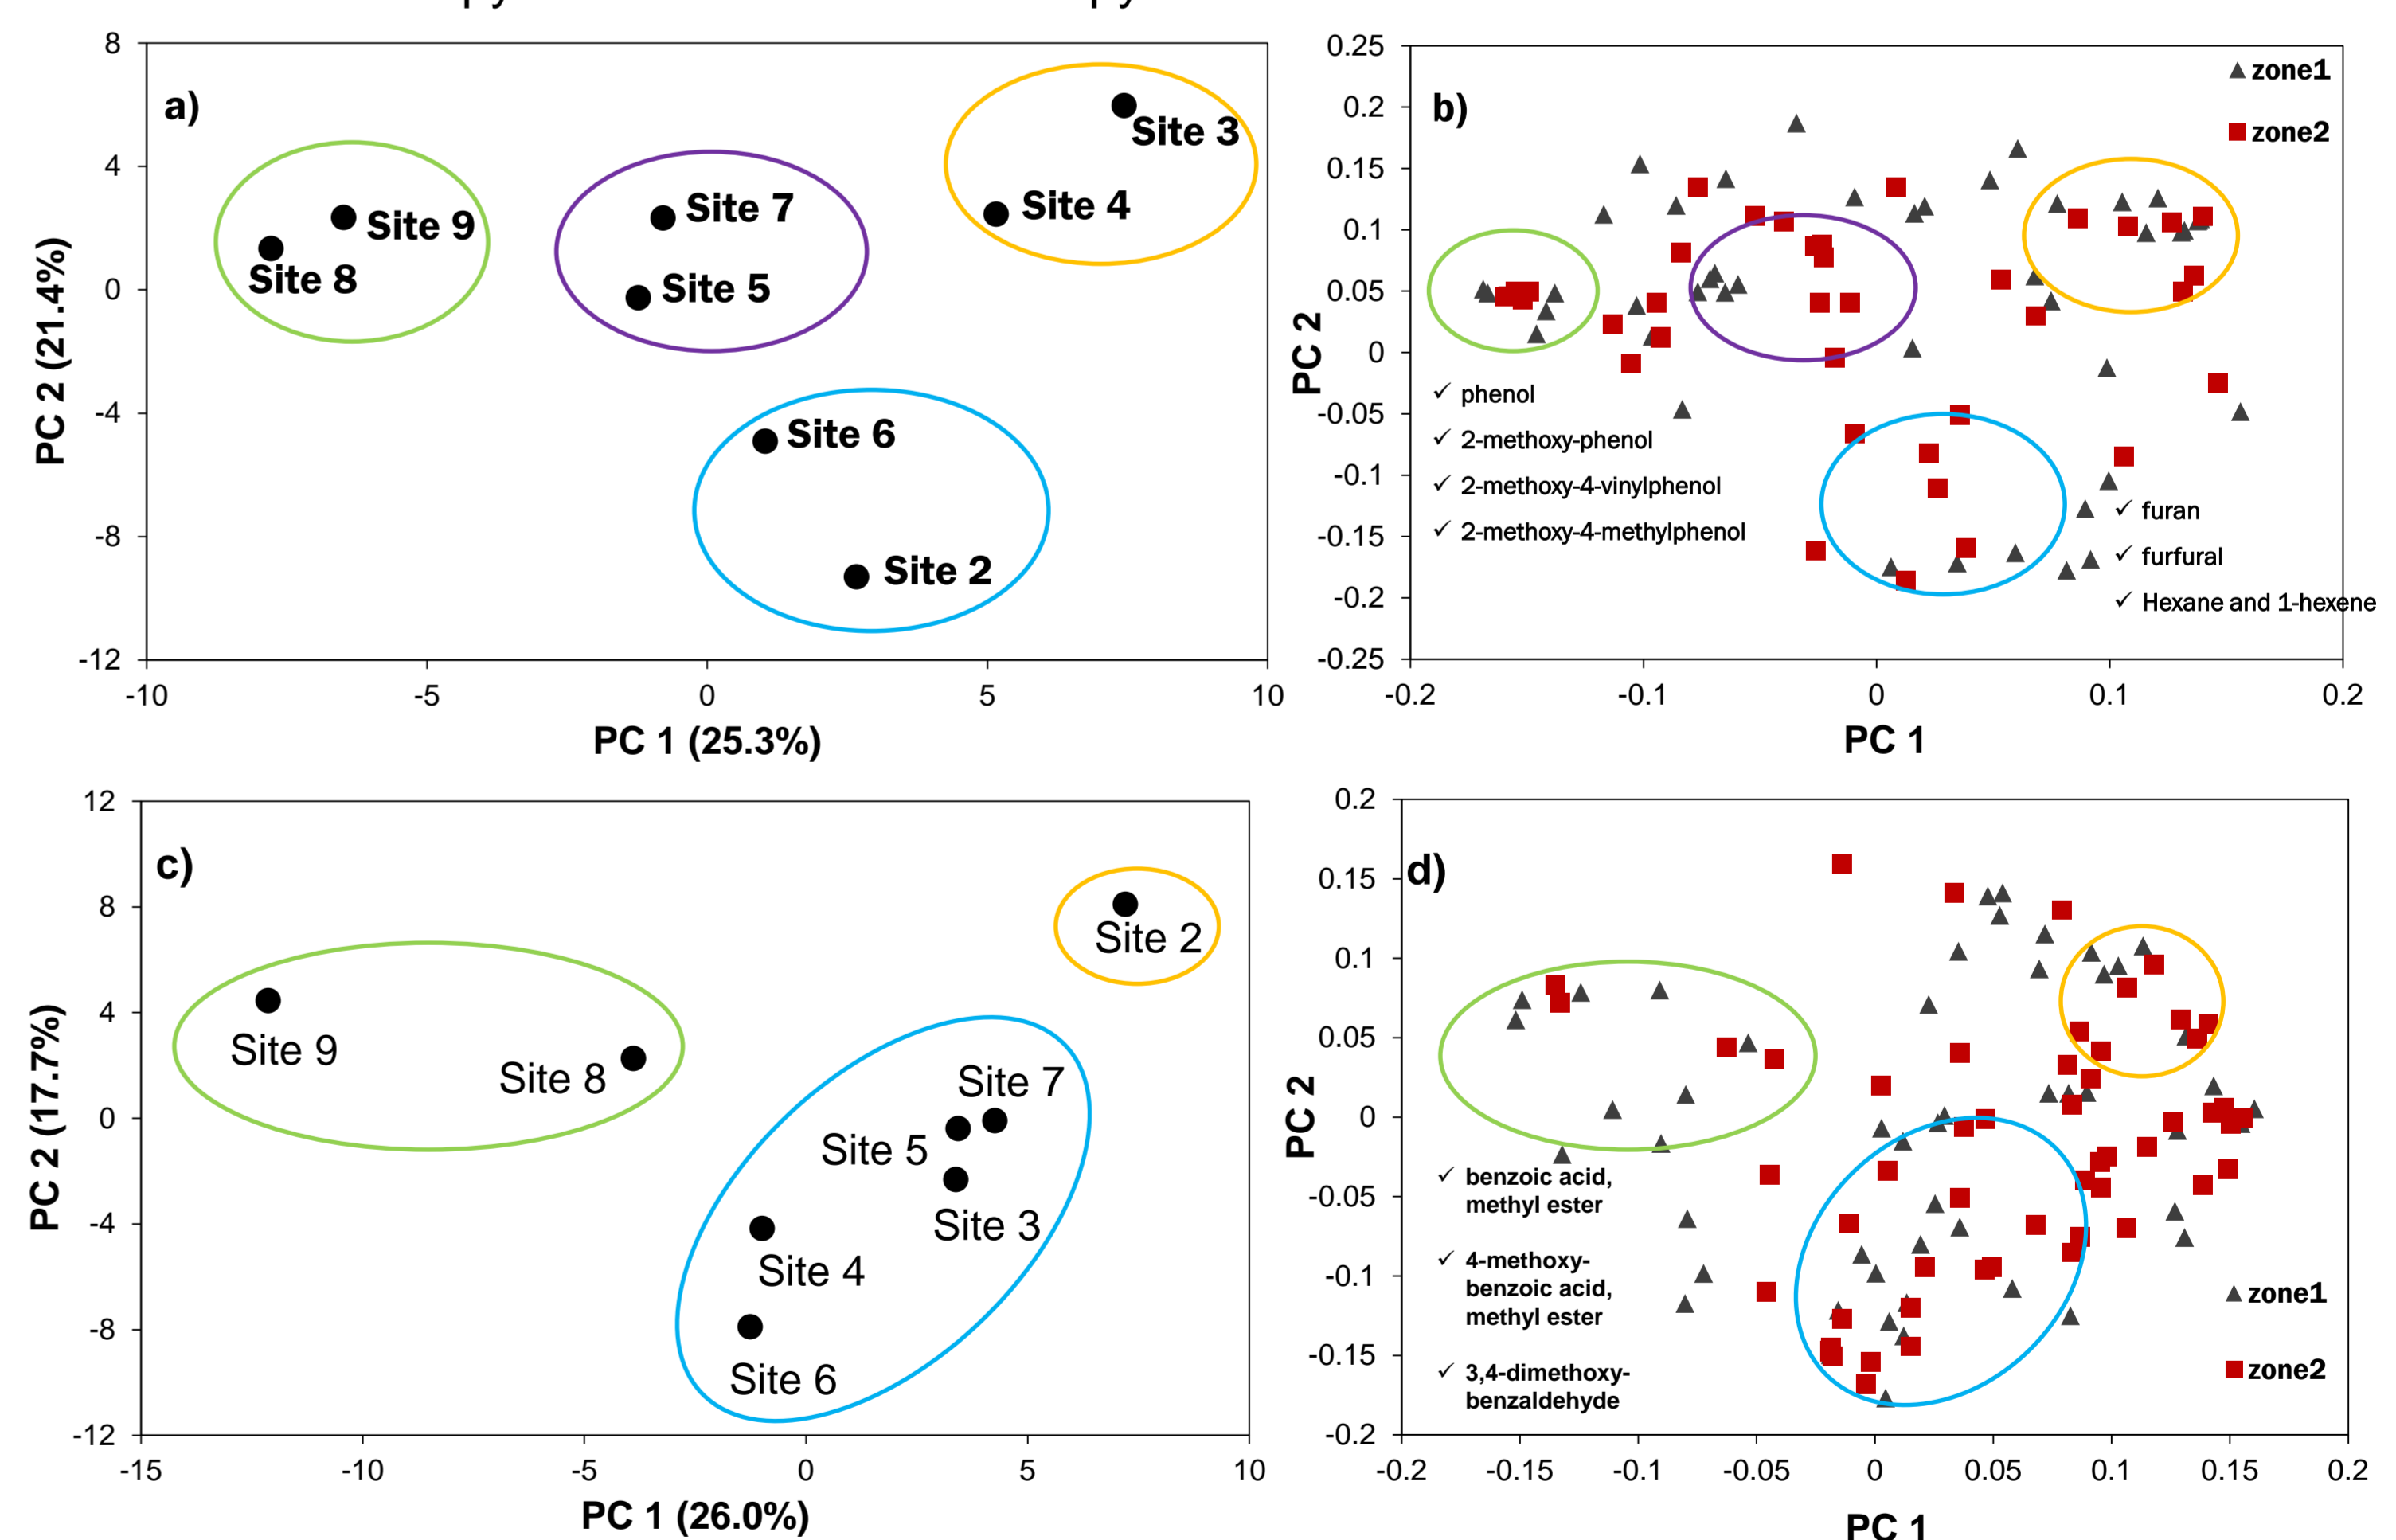 py
py
8
4
0
-4
-8
-12
-10
-5
0
5
10
PC 2 (21.4%)
PC 1 (25.3%)
a)
Site 3
Site 4
Site 7
Site 9
Site 8
Site 5
Site 6
Site 2
0.25
0.2
0.15
0.1
0.05
0
-0.05
-0.1
-0.15
-0.2
-0.25
-0.2
-0.1
0
0.1
0.2
PC 2
PC 1
b)
zone1
zone2
✓ phenol
✓ 2-methoxy-phenol
✓ 2-methoxy-4-vinylphenol
✓ 2-methoxy-4-methylphenol
✓ furan
✓ furfural
✓ Hexane and 1-hexene
12
8
4
0
-4
-8
-12
-15
-10
-5
0
5
10
PC 2 (17.7%)
PC 1 (26.0%)
c)
Site 2
Site 9
Site 8
Site 7
Site 5
Site 3
Site 4
Site 6
0.2
0.15
0.1
0.05
0
-0.05
-0.1
-0.15
-0.2
-0.2
-0.15
-0.1
-0.05
0
0.05
0.1
0.15
0.2
PC 2
PC 1
d)
✓ benzoic acid,
methyl ester
✓ 4-methoxy-
benzoic acid,
methyl ester
✓ 3,4-dimethoxy-
benzaldehyde
zone1
zone2